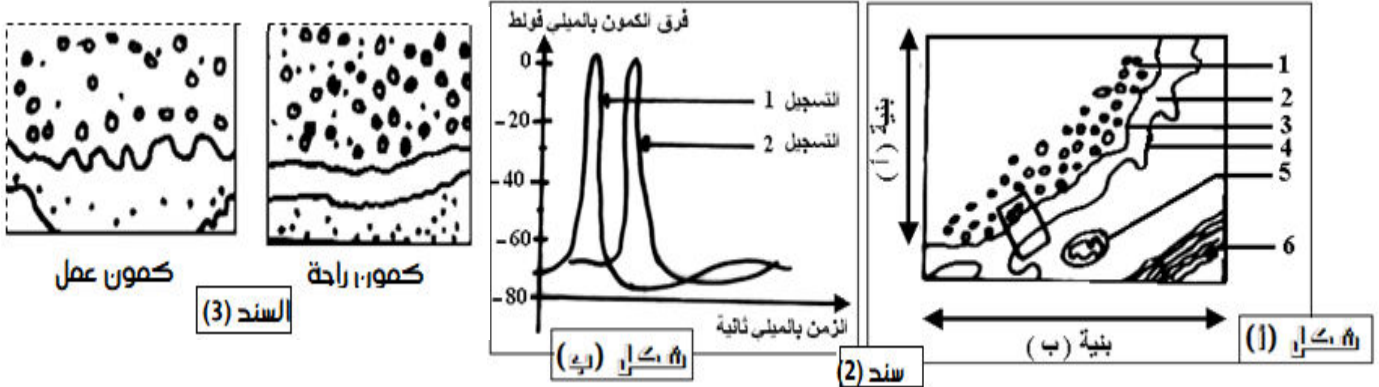 كمون عمل
كمون راحة
السند (3)
فرق الكمون بالميلي فولط
0
-20
-40
-60
-80
التسجيل 1
التسجيل 2
الزمن بالميلي ثانية
شكل (ب)
سند (2)
بنية (أ)
1
2
3
4
5
6
بنية (ب)
شكل (أ)